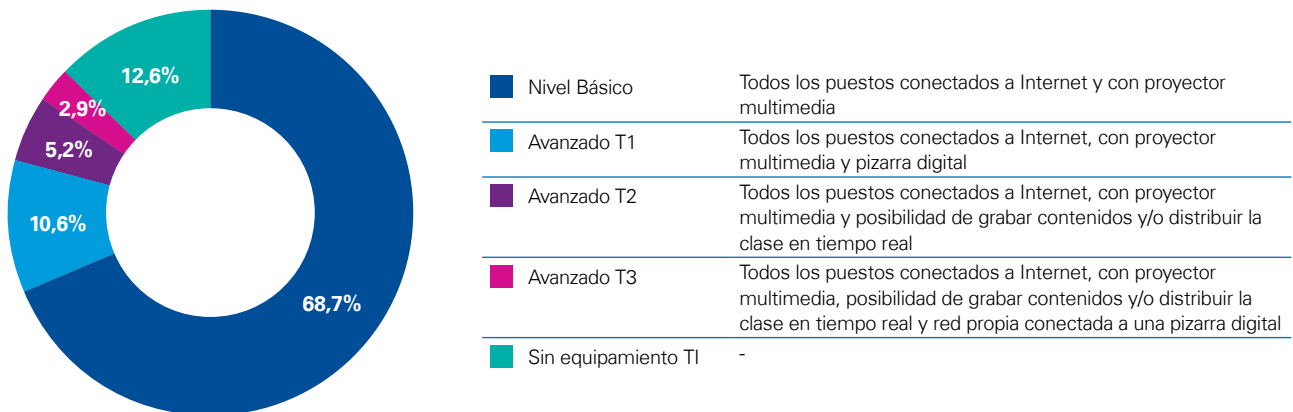 12,6%
2,9%
5,2%
10,6%
68,7%
Nivel Básico
Todos los puestos conectados a Internet y con proyector
multimedia
Avanzado T1
Todos los puestos conectados a Internet, con proyector
multimedia y pizarra digital
Avanzado T2
Todos los puestos conectados a Internet, con proyector
multimedia y posibilidad de grabar contenidos y/o distribuir la
clase en tiempo real
Avanzado T3
Todos los puestos conectados a Internet, con proyector
multimedia, posibilidad de grabar contenidos y/o distribuir la
clase en tiempo real y red propia conectada a una pizarra digital
Sin equipamiento TI
-